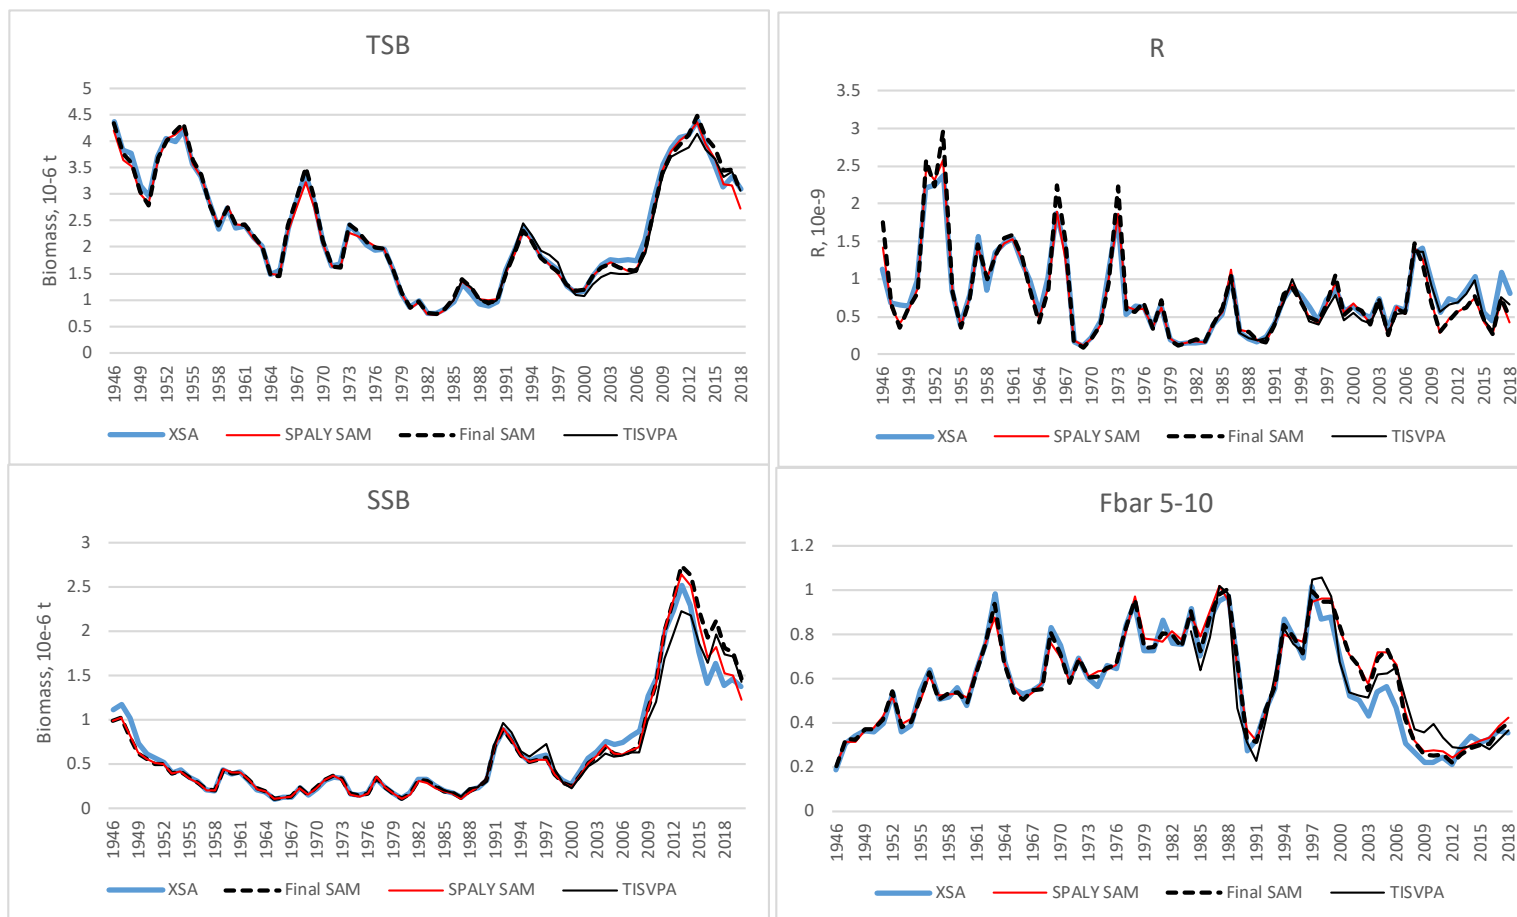 TSB
Biomass, 10-6 t
5
4.5
4
3.5
3
2.5
2
1.5
1
0.5
0
1946 1949 1952 1955 1958 1961 1964 1967 1970 1973 1976 1979 1982 1985 1988 1991 1994 1997 2000 2003 2006 2009 2012 2015 2018
XSA SPALY SAM Final SAM TISVPA
R
R, 10e-9
3.5
3
2.5
2
1.5
1
0.5
0
1946 1949 1952 1955 1958 1961 1964 1967 1970 1973 1976 1979 1982 1985 1988 1991 1994 1997 2000 2003 2006 2009 2012 2015 2018
XSA SPALY SAM Final SAM TISVPA
SSB
Biomass, 10e-6 t
3
2.5
2
1.5
1
0.5
0
1946 1949 1952 1955 1958 1961 1964 1967 1970 1973 1976 1979 1982 1985 1988 1991 1994 1997 2000 2003 2006 2009 2012 2015 2018
XSA Final SAM SPALY SAM TISVPA
Fbar 5-10
1.2
1
0.8
0.6
0.4
0.2
0
1946 1949 1952 1955 1958 1961 1964 1967 1970 1973 1976 1979 1982 1985 1988 1991 1994 1997 2000 2003 2006 2009 2012 2015 2018
XSA SPALY SAM Final SAM TISVPA